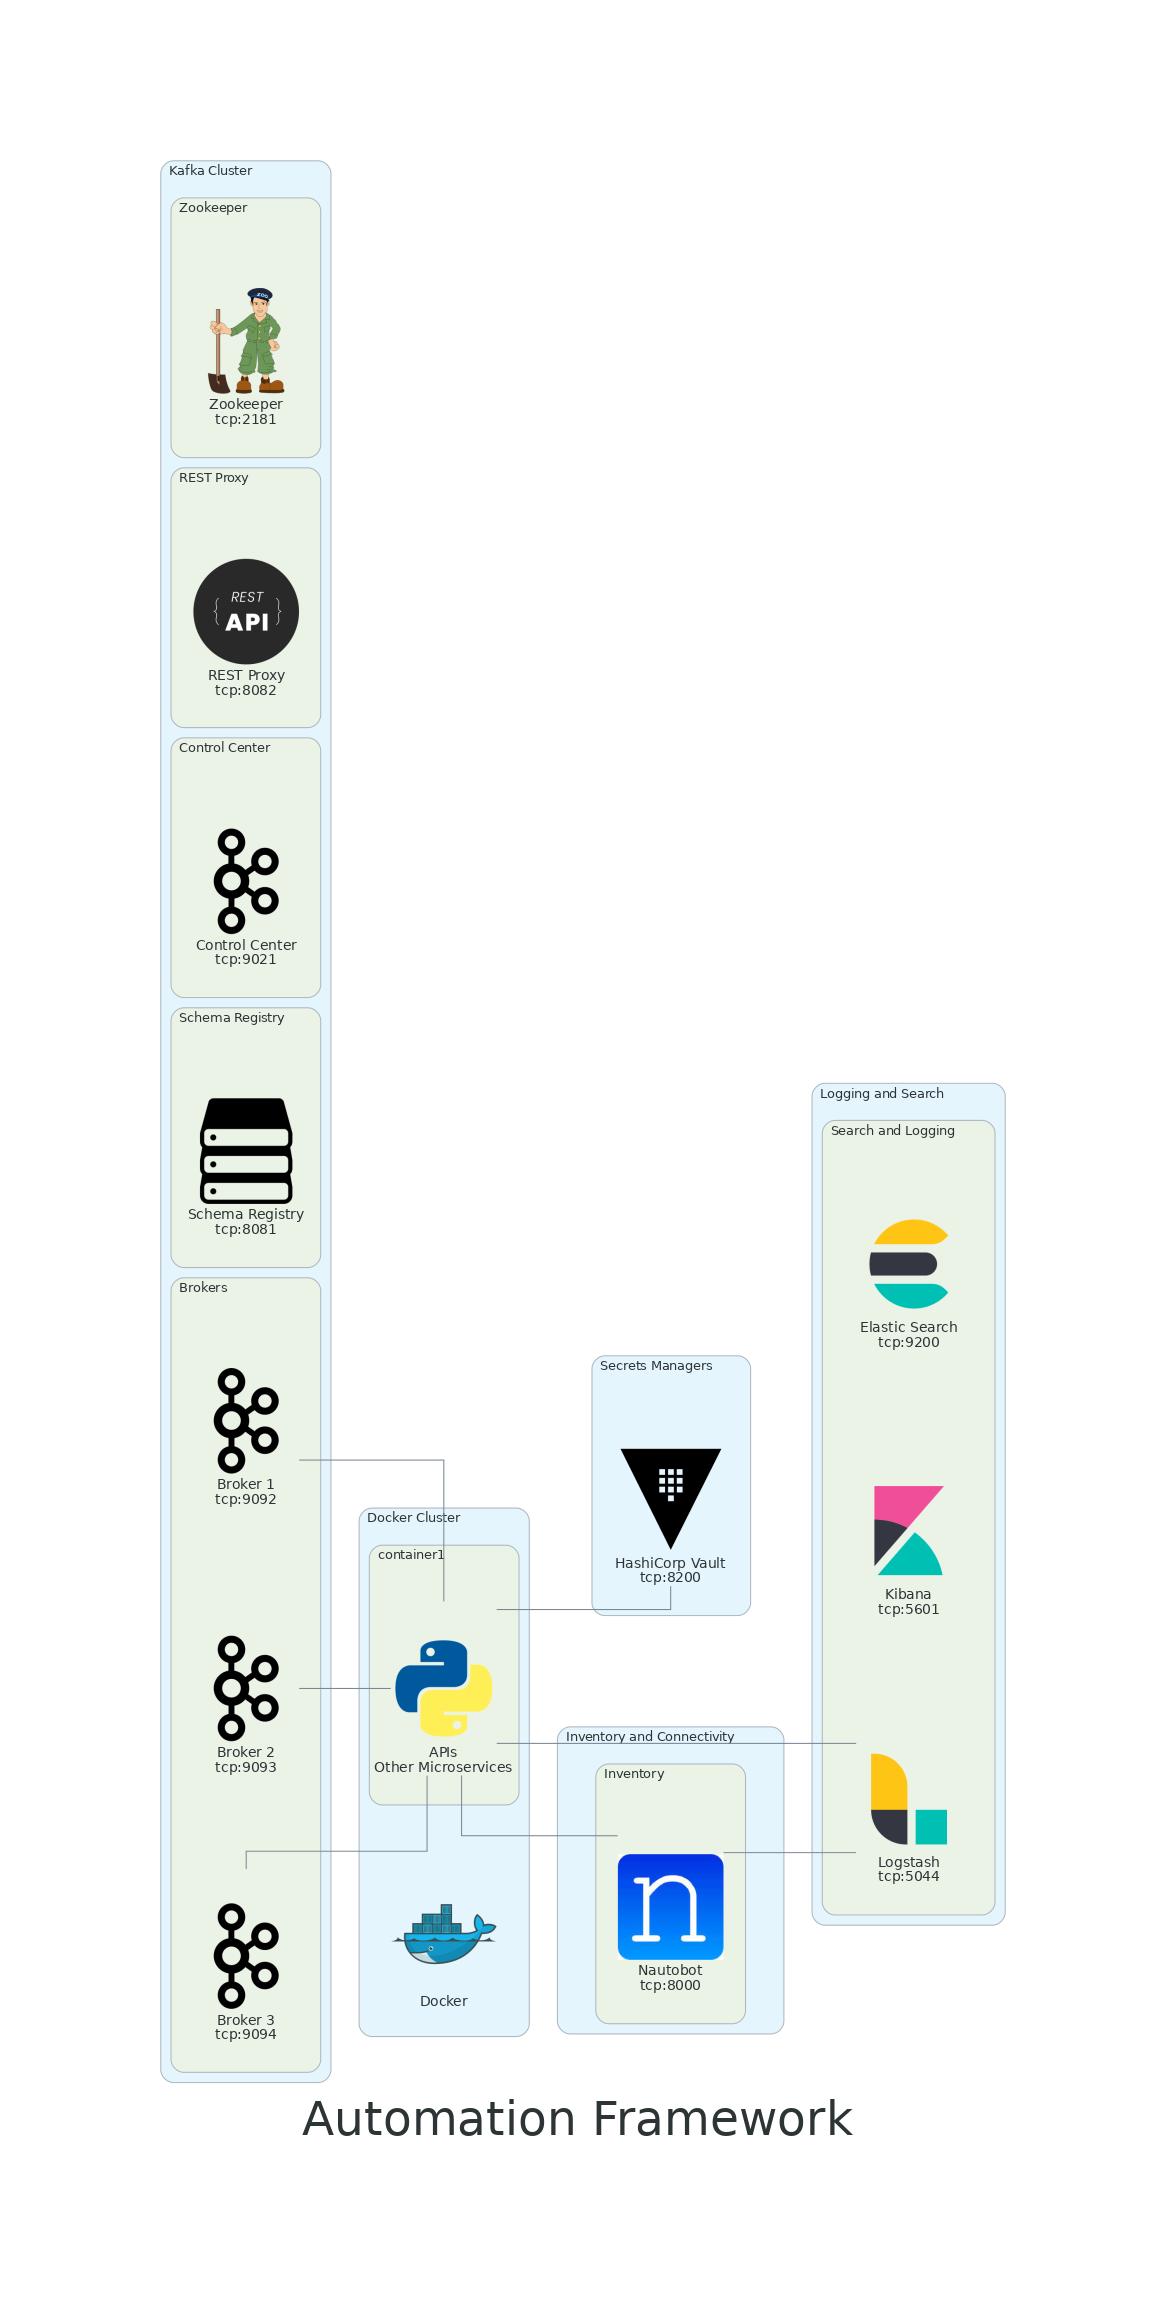 Kafka Cluster
Zookeeper
ZOO
Zookeeper
tcp:2181
REST Proxy
REST
{ API }
REST Proxy
tcp:8082
Control Center
Control Center
tcp:9021
Schema Registry
Schema Registry
tcp:8081
Brokers
Broker 1
tcp:9092
Broker 2
tcp:9093
Broker 3
tcp:9094
Docker Cluster
container1
APIs
Other Microservices
Docker
Secrets Managers
HashiCorp Vault
tcp:8200
Inventory and Connectivity
Inventory
n
Nautobot
tcp:8000
Logging and Search
Search and Logging
Elastic Search
tcp:9200
Kibana
tcp:5601
Logstash
tcp:5044
Automation Framework